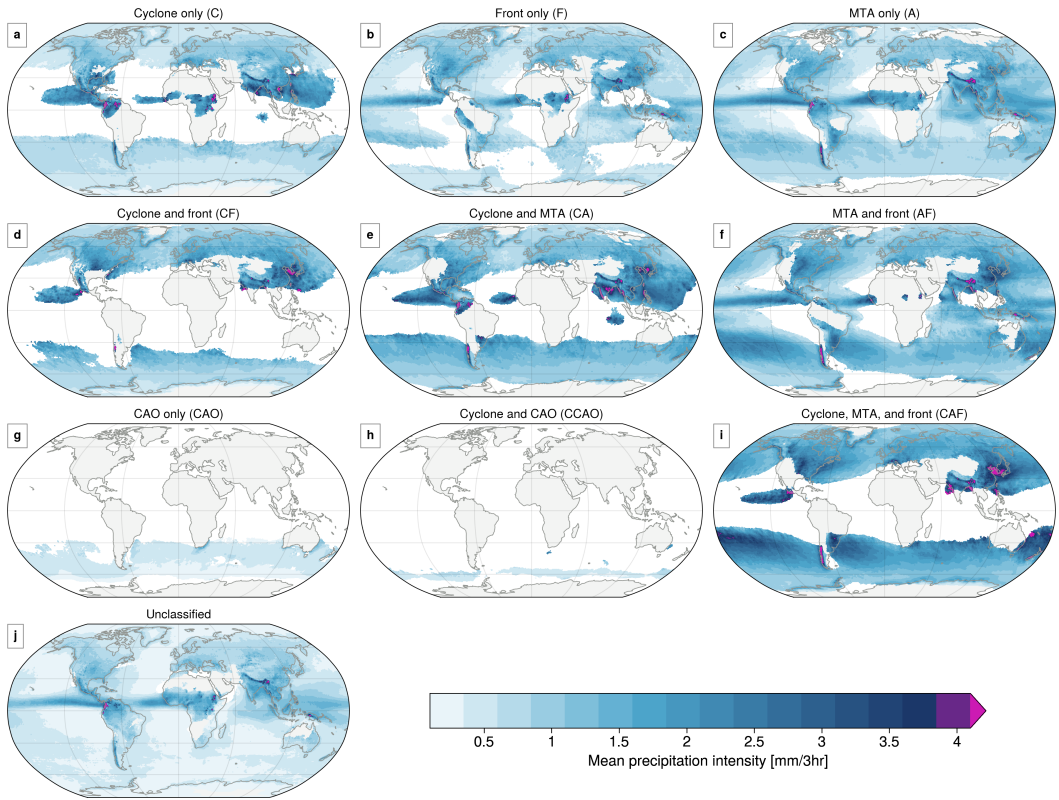 Cyclone only (C)
Front only (F)
MTA only (A)
a
b
c
Cyclone and front (CF)
Cyclone and MTA (CA)
MTA and front (AF)
d
e
f
CAO only (CAO)
Cyclone and CAO (CCAO)
Cyclone, MTA, and front (CAF)
g
h
i
Unclassified
j
0.5 1 1.5 2 2.5 3 3.5 4
Mean precipitation intensity [mm/3hr]